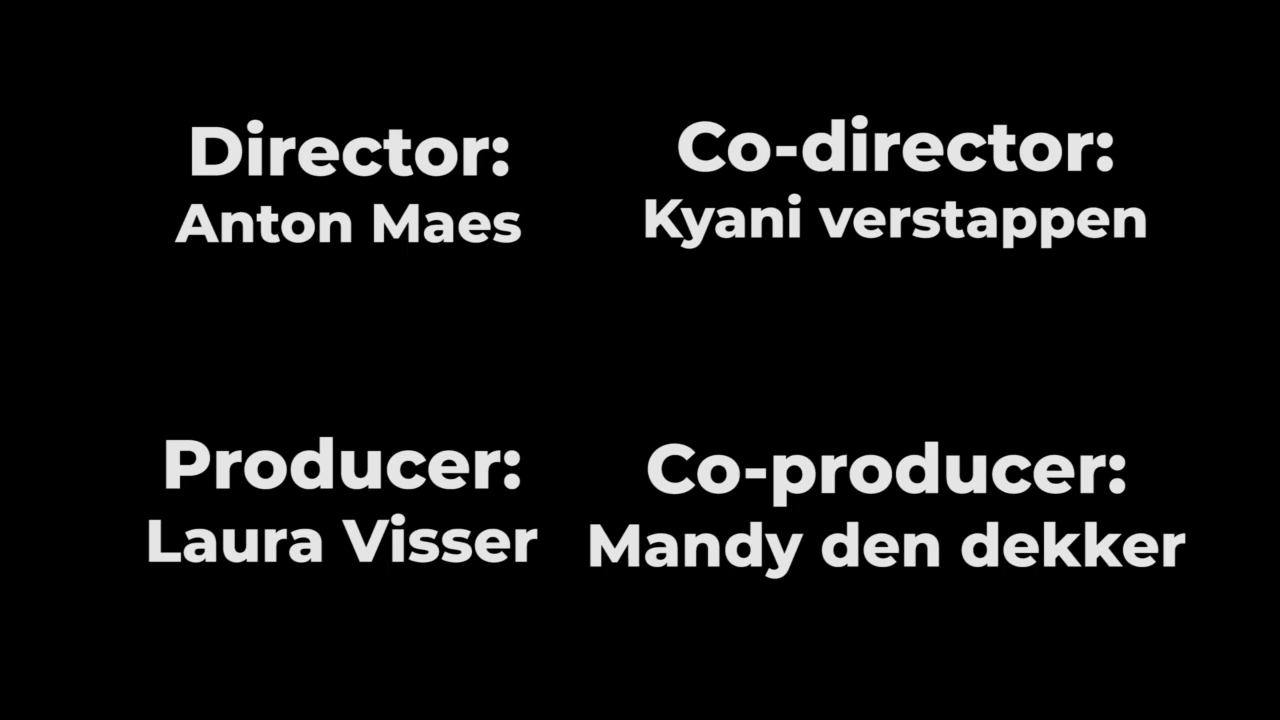 Director:
Anton Maes
Co-director:
Kyani verstappen
Producer:
Laura Visser
Co-producer:
Mandy den dekker